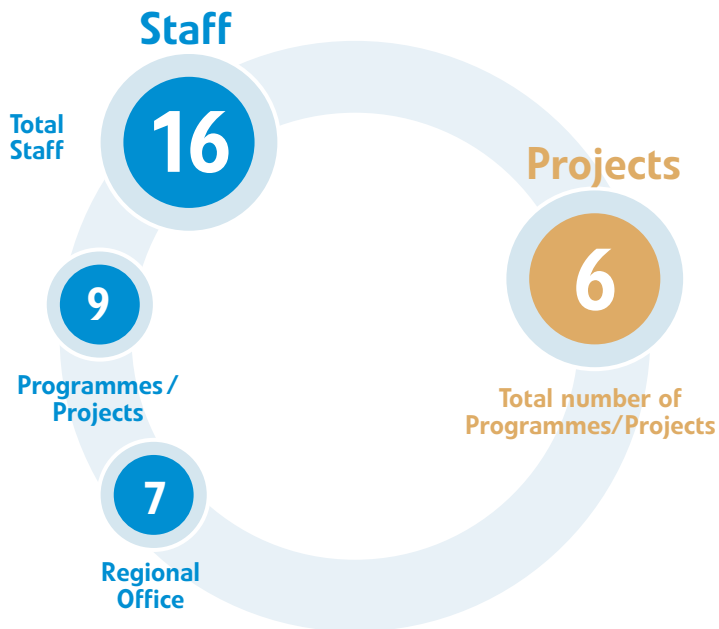 Staff
Total
Staff
16
9
Programmes/
Projects
7
Regional
Office
Projects
6
Total number of
Programmes/Projects